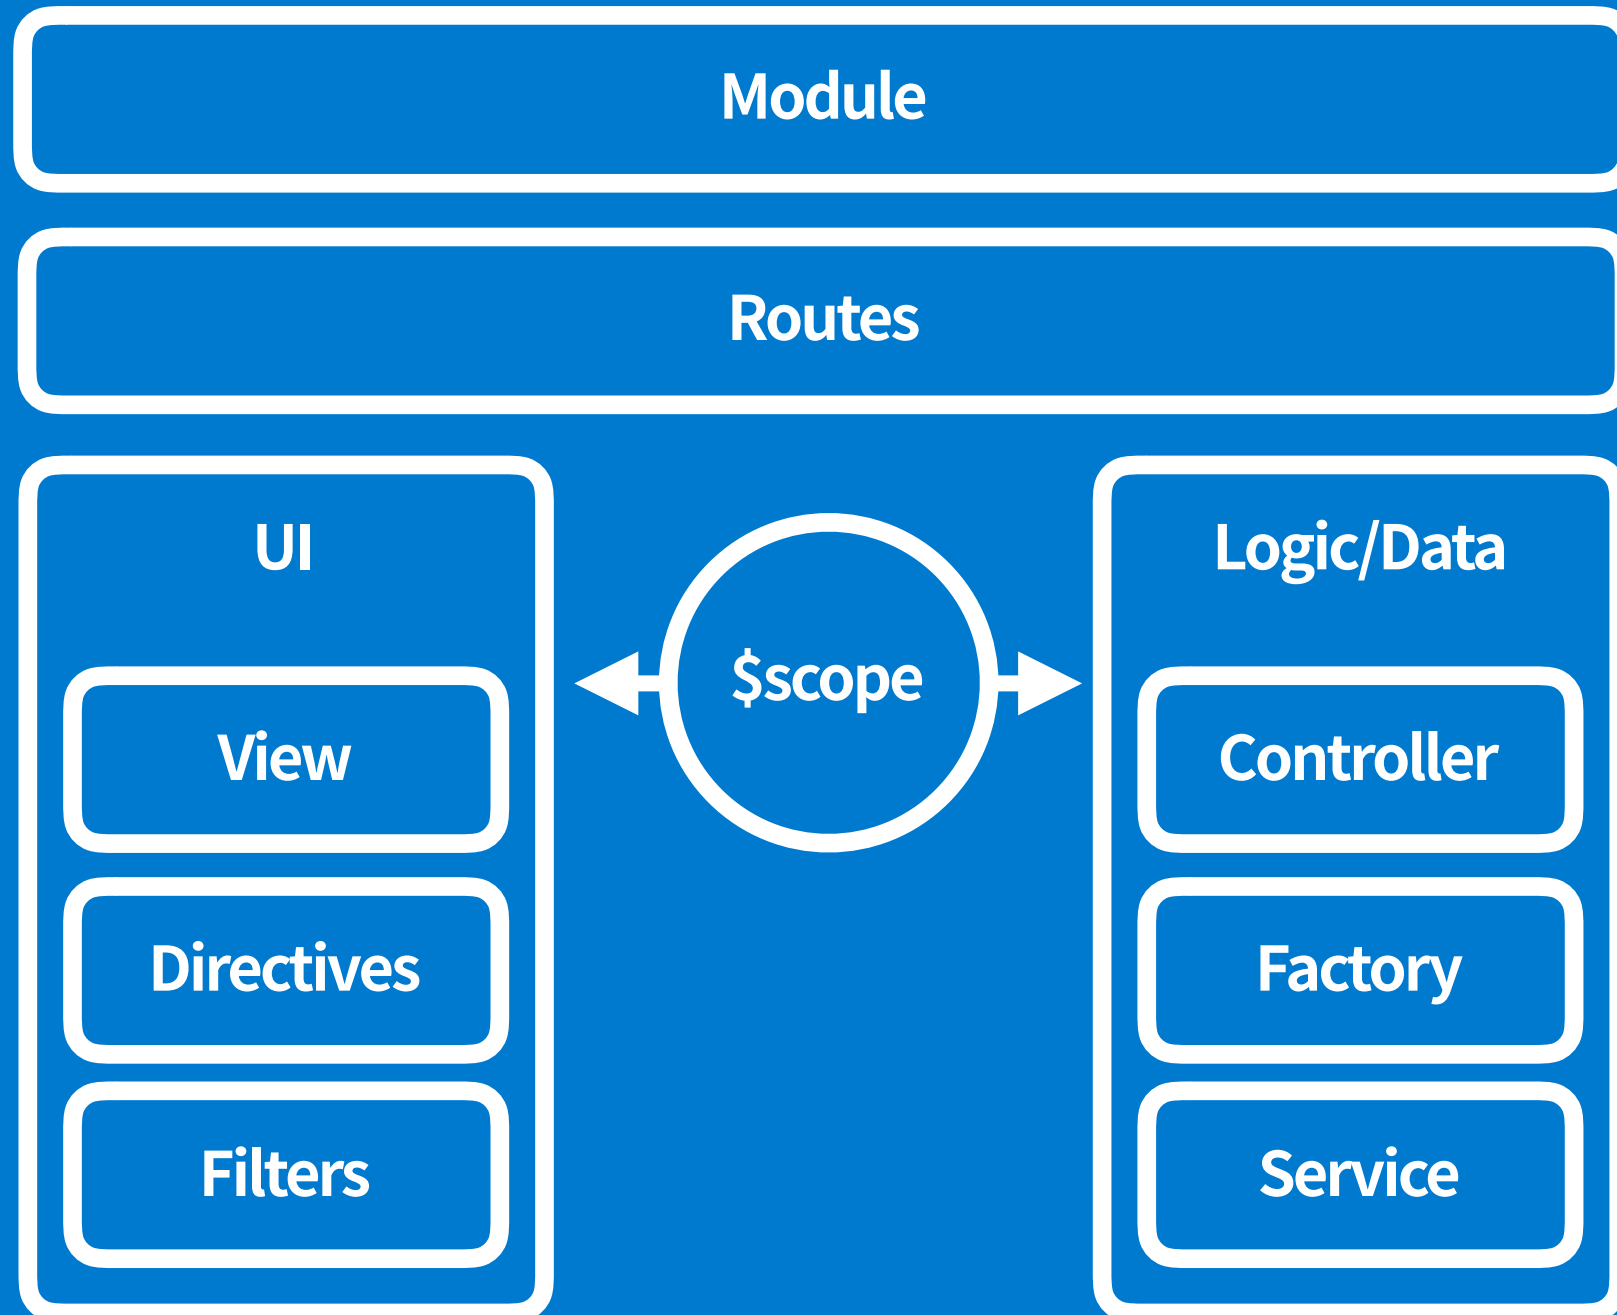 Module
Routes
UI
View
Directives
Filters
$scope
Logic/Data
Controller
Factory
Service